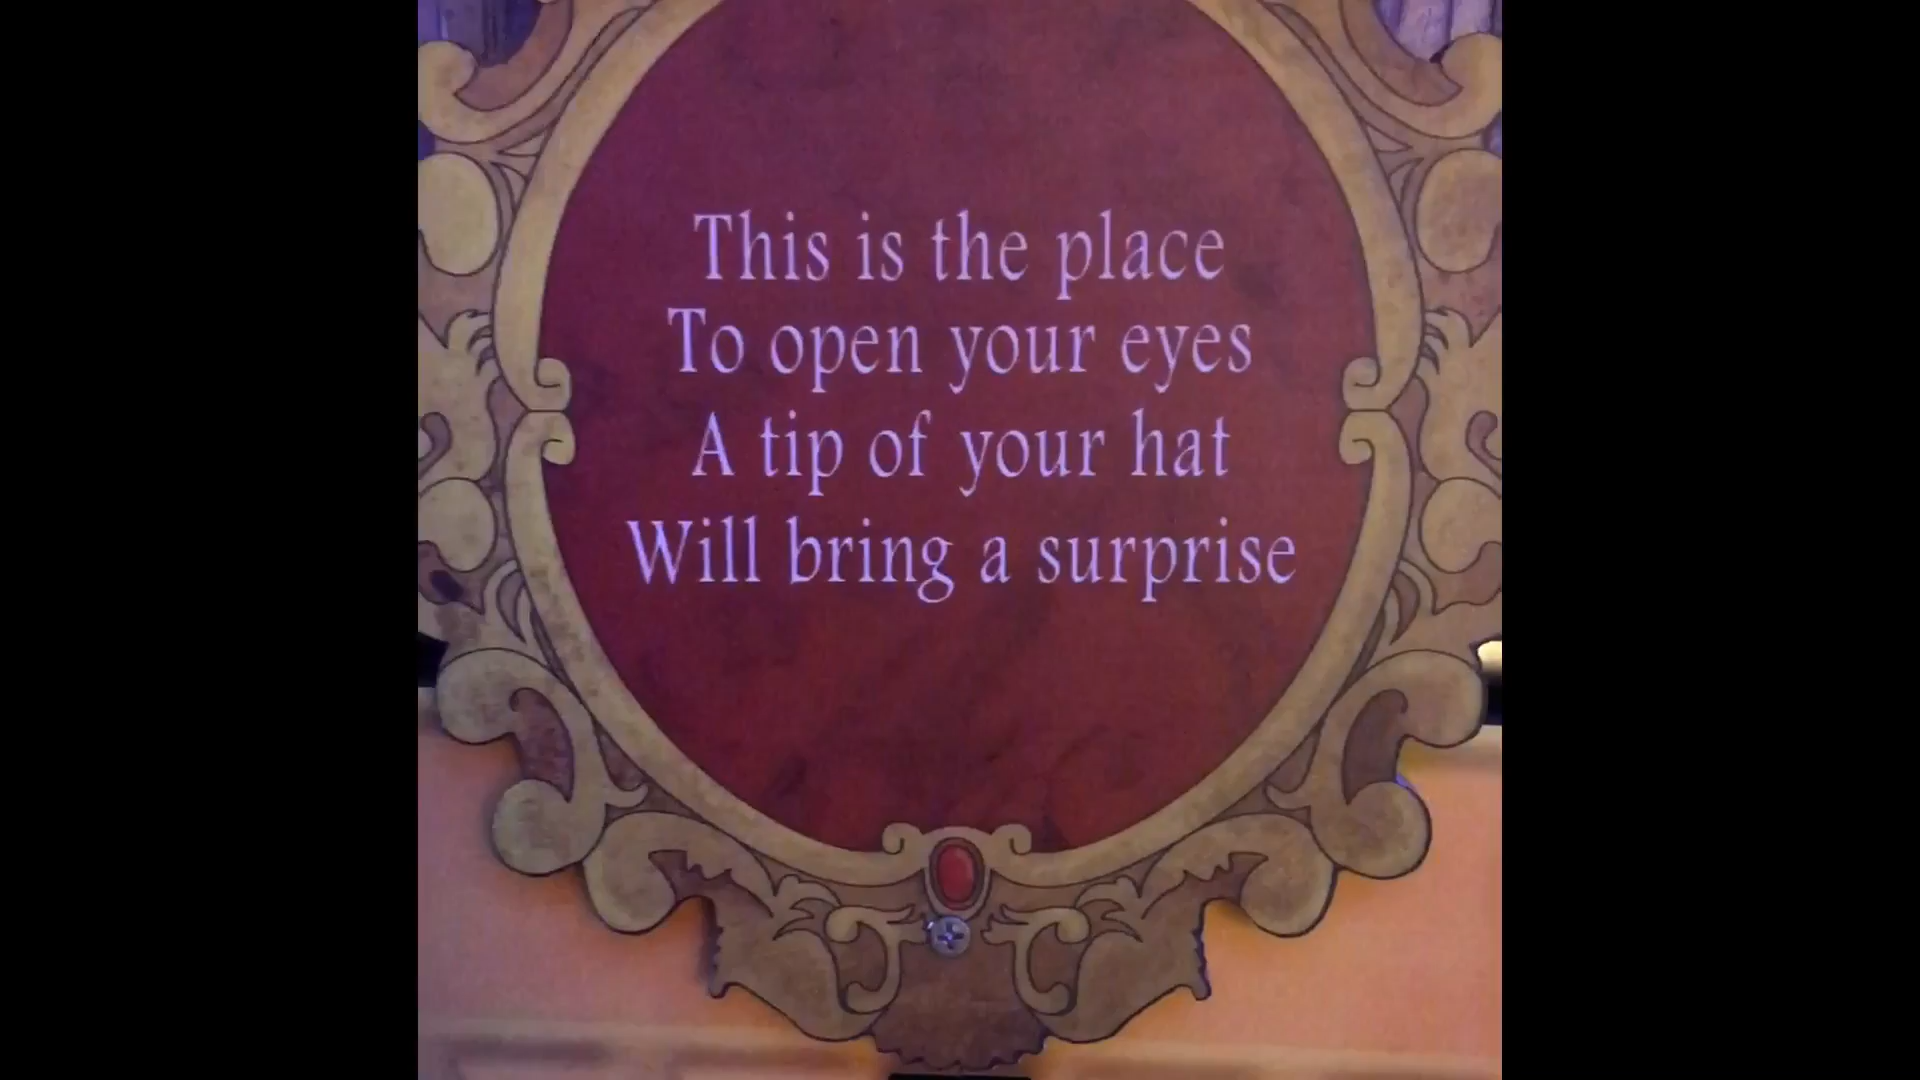 This is the place
To open your eyes
A tip of your hat
Will bring a surprise